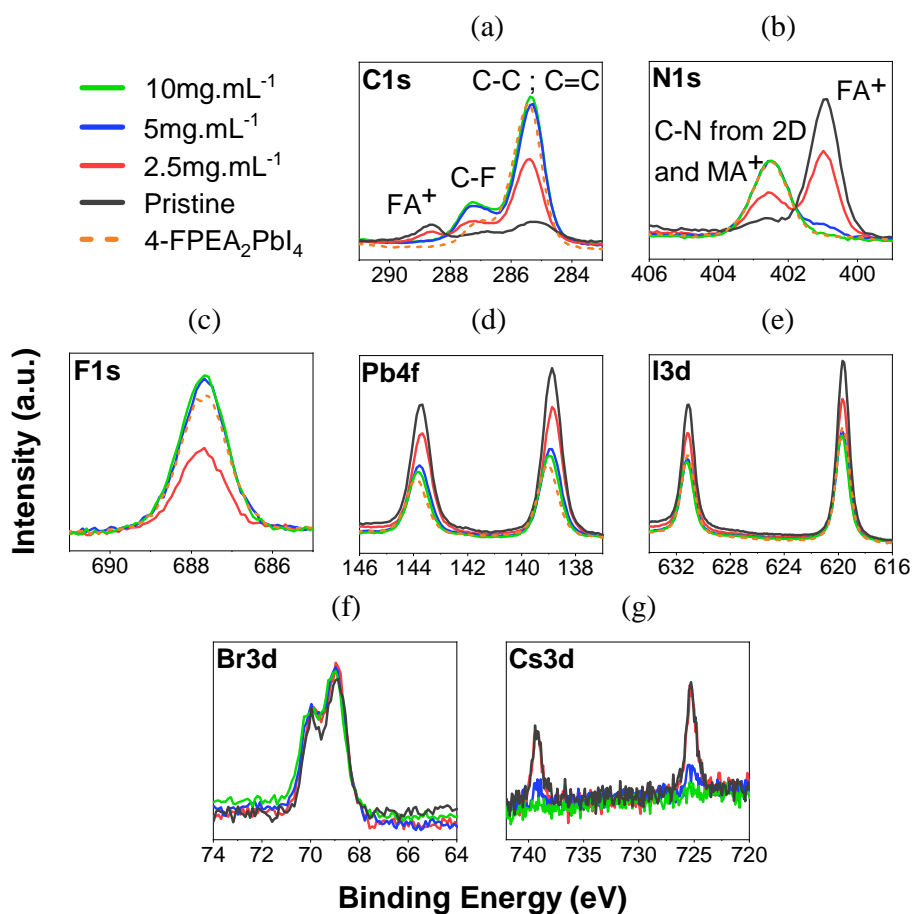 (a)
(b)
10mg.mL⁻¹
5mg.mL⁻¹
2.5mg.mL⁻¹
Pristine
4-FPEA₂PbI₄
C1s
C-C ; C=C
C-F
FA⁺
290 288 286 284
N1s
FA⁺
C-N from 2D
and MA⁺
406 404 402 400
(c)
(d)
(e)
F1s
690 688 686
Pb4f
146 144 142 140 138
I3d
632 628 624 620 616
Intensity (a.u.)
(f)
(g)
Br3d
74 72 70 68 66 64
Cs3d
740 735 730 725 720
Binding Energy (eV)